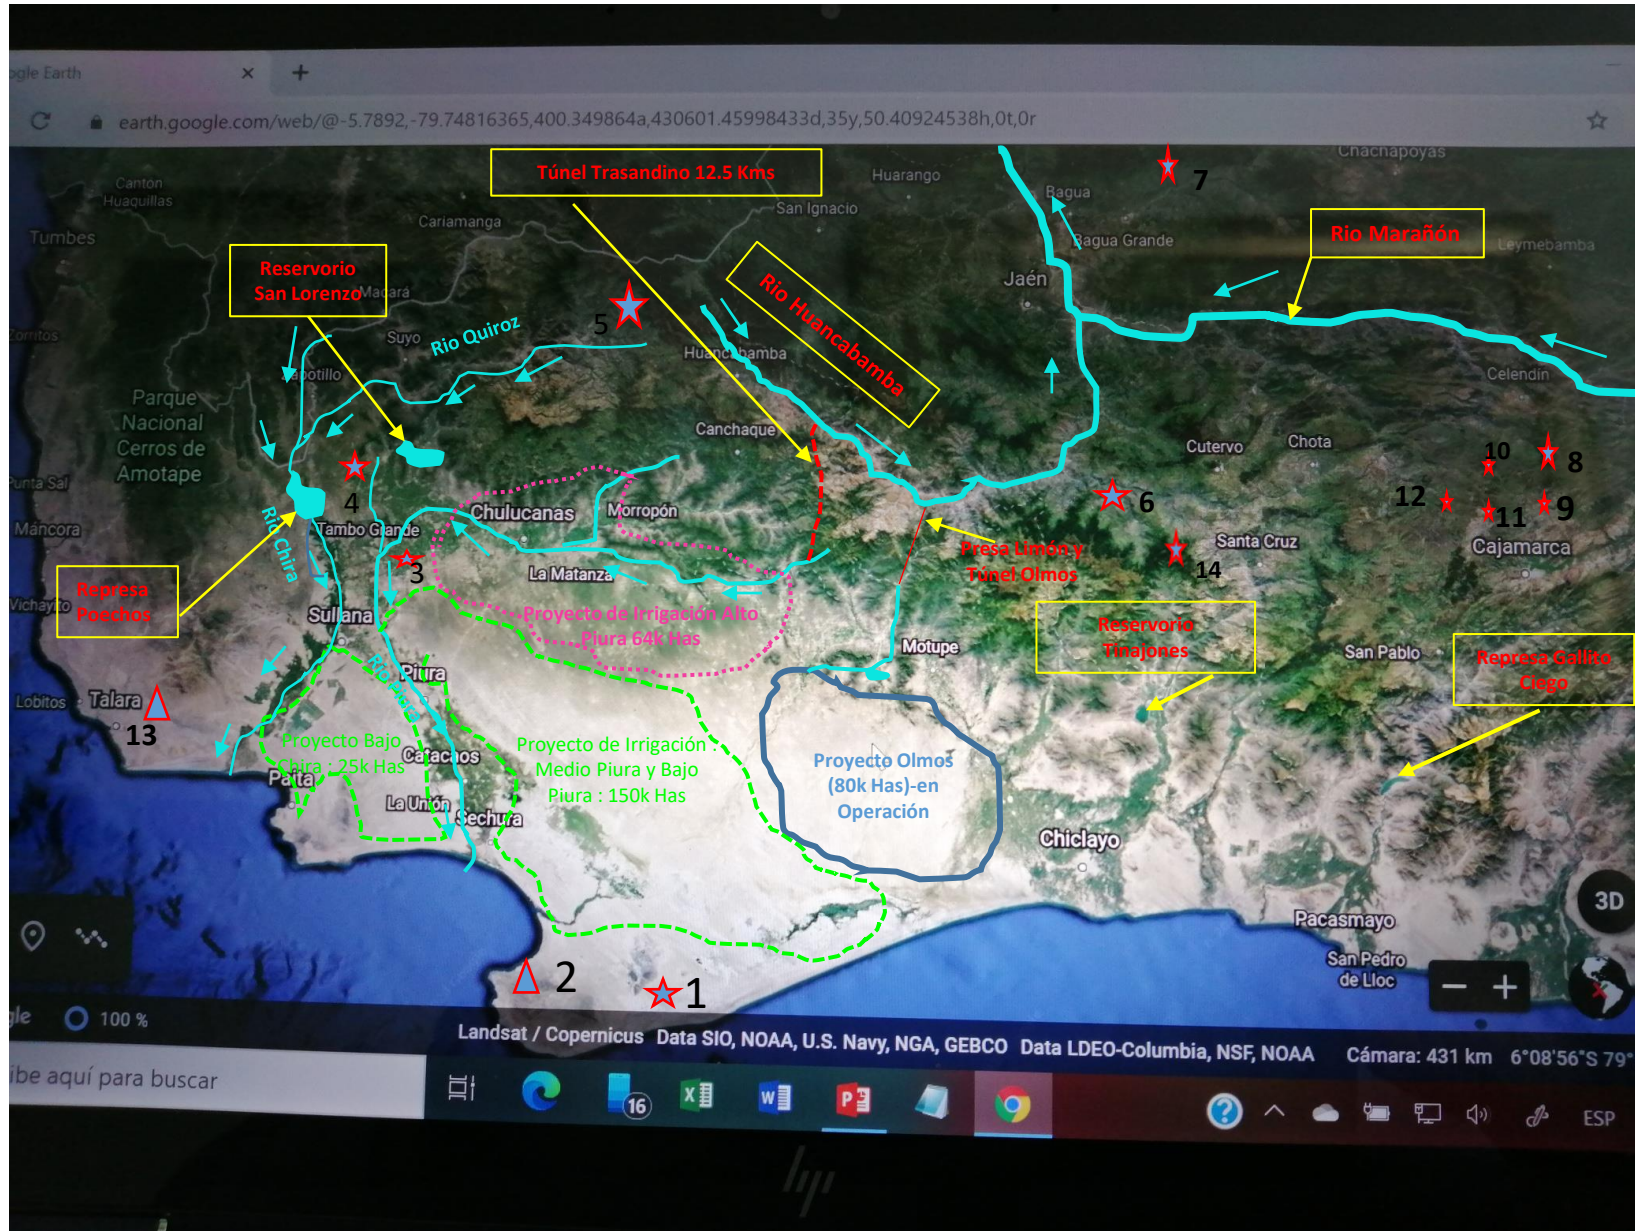 ogle Earth
earth.google.com/web/@-5.7892,-79.74816365,400.349864a,430601.45998433d,35y,50.40924538h,0t,0r
Túnel Trasandino 12.5 Kms
Chachapoyas
7
Cantón
Huaquillas
Huarango
Bagua
San Ignacio
Cariamanga
Tumbes
Bagua Grande
Rio Marañón
Leymebamba
Reservorio
San Lorenzo
Macará
Jaén
Rio Huancabamba
5
Suyo
Rio Quiroz
Huancabamba
Zapotillo
Celendín
Parque
Nacional
Cerros de
Amotape
Canchaque
Cutervo
Chota
10
8
Punta Sal
4
12
6
9
11
Chulucanas
Morropón
Máncora
Rio Chira
Tambo Grande
Presa Limón y
Túnel Olmos
Santa Cruz
Cajamarca
3
La Matanza
14
Represa
Poechos
Vichayito
Sullana
Proyecto de Irrigación Alto
Piura 64k Has
Reservorio
Tinajones
Motupe
San Pablo
Represa Gallito
Ciego
Rio Piura
Piura
Lobitos
Talara
13
Proyecto Bajo
Chira : 25k Has
Catacaos
Proyecto de Irrigación
Medio Piura y Bajo
Piura : 150k Has
Proyecto Olmos
(80k Has)-en
Operación
Paita
La Unión
Sechura
Chiclayo
3D
Pacasmayo
San Pedro
de Lloc
2
1
gle
100 %
Landsat / Copernicus Data SIO, NOAA, U.S. Navy, NGA, GEBCO Data LDEO-Columbia, NSF, NOAA Cámara: 431 km 6°08'56"S 79°
ibe aquí para buscar
16
ESP
hp